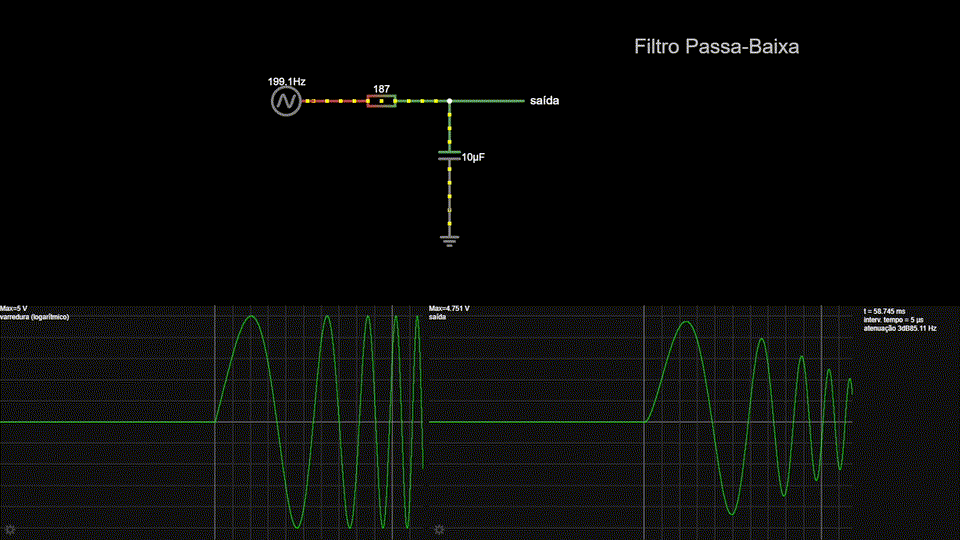 Filtro Passa-Baixa
199.1Hz
187
saída
10µF
Max=5 V
varredura (logarítmico)
Max=4.751 V
saída
t = 58.745 ms
interv. tempo = 5 µs
atenuação 3dB85.11 Hz